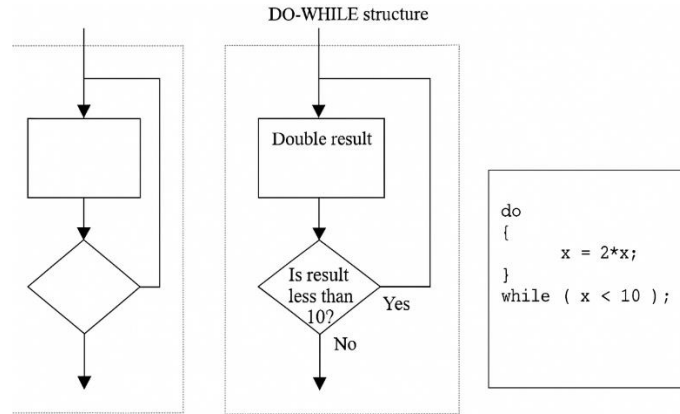 DO-WHILE structure
Double result
Is result
less than
10?
Yes
No
do
{
x = 2*x;
}
while ( x < 10 );